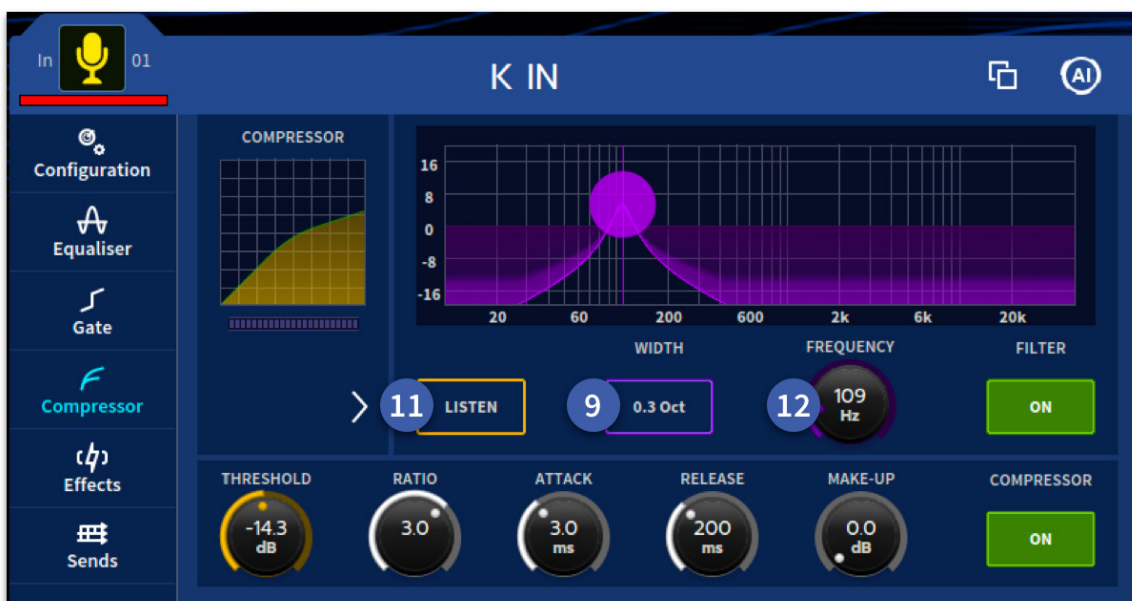 In
01
K IN
AI
Configuration
Equaliser
Gate
Compressor
Effects
Sends
COMPRESSOR
16
8
0
-8
-16
20 60 200 600 2k 6k 20k
WIDTH
FREQUENCY
FILTER
11
LISTEN
9
0.3 Oct
12
109
Hz
ON
THRESHOLD
RATIO
ATTACK
RELEASE
MAKE-UP
COMPRESSOR
-14.3
dB
3.0
3.0
ms
200
ms
0.0
dB
ON